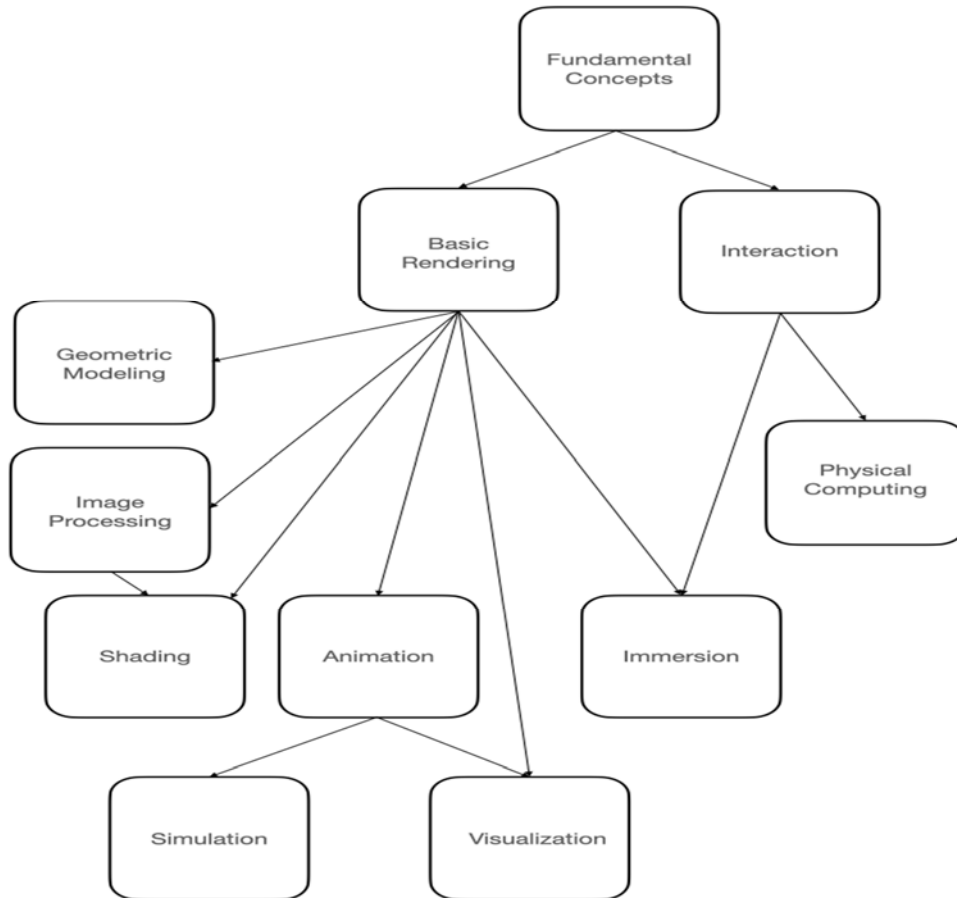 Fundamental
Concepts
Basic
Rendering
Interaction
Geometric
Modeling
Physical
Computing
Image
Processing
Shading
Animation
Immersion
Simulation
Visualization